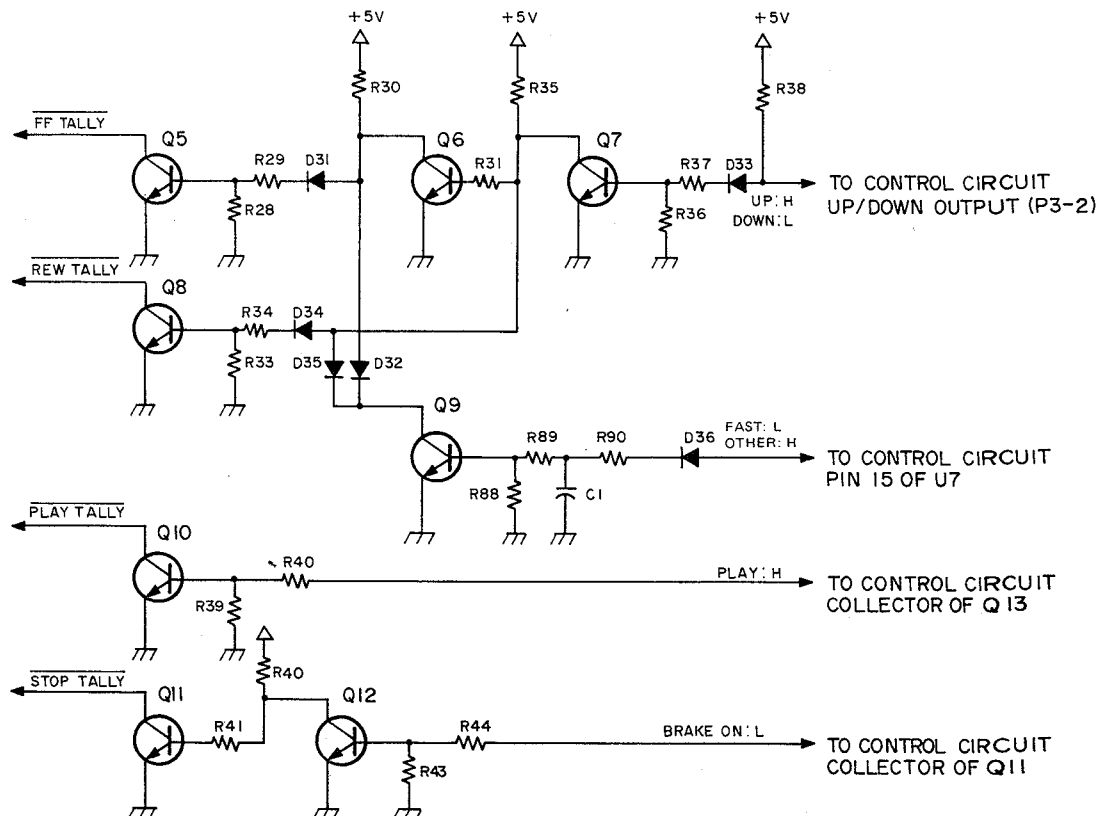 +5V
+5V
+5V
R30
R35
R38
FF TALLY
Q5
Q6
Q7
R29
D31
R31
R37
D33
R28
R36
UP:H
DOWN:L
TO CONTROL CIRCUIT
UP/DOWN OUTPUT (P3-2)
REW TALLY
Q8
R34
D34
R33
D35
D32
Q9
R89
R90
D36
FAST: L
OTHER: H
TO CONTROL CIRCUIT
PIN 15 OF U7
R88
C1
PLAY TALLY
Q10
R40
PLAY:H
TO CONTROL CIRCUIT
COLLECTOR OF Q13
R39
R40
STOP TALLY
Q11
R41
Q12
R44
BRAKE ON:L
TO CONTROL CIRCUIT
COLLECTOR OF Q11
R43